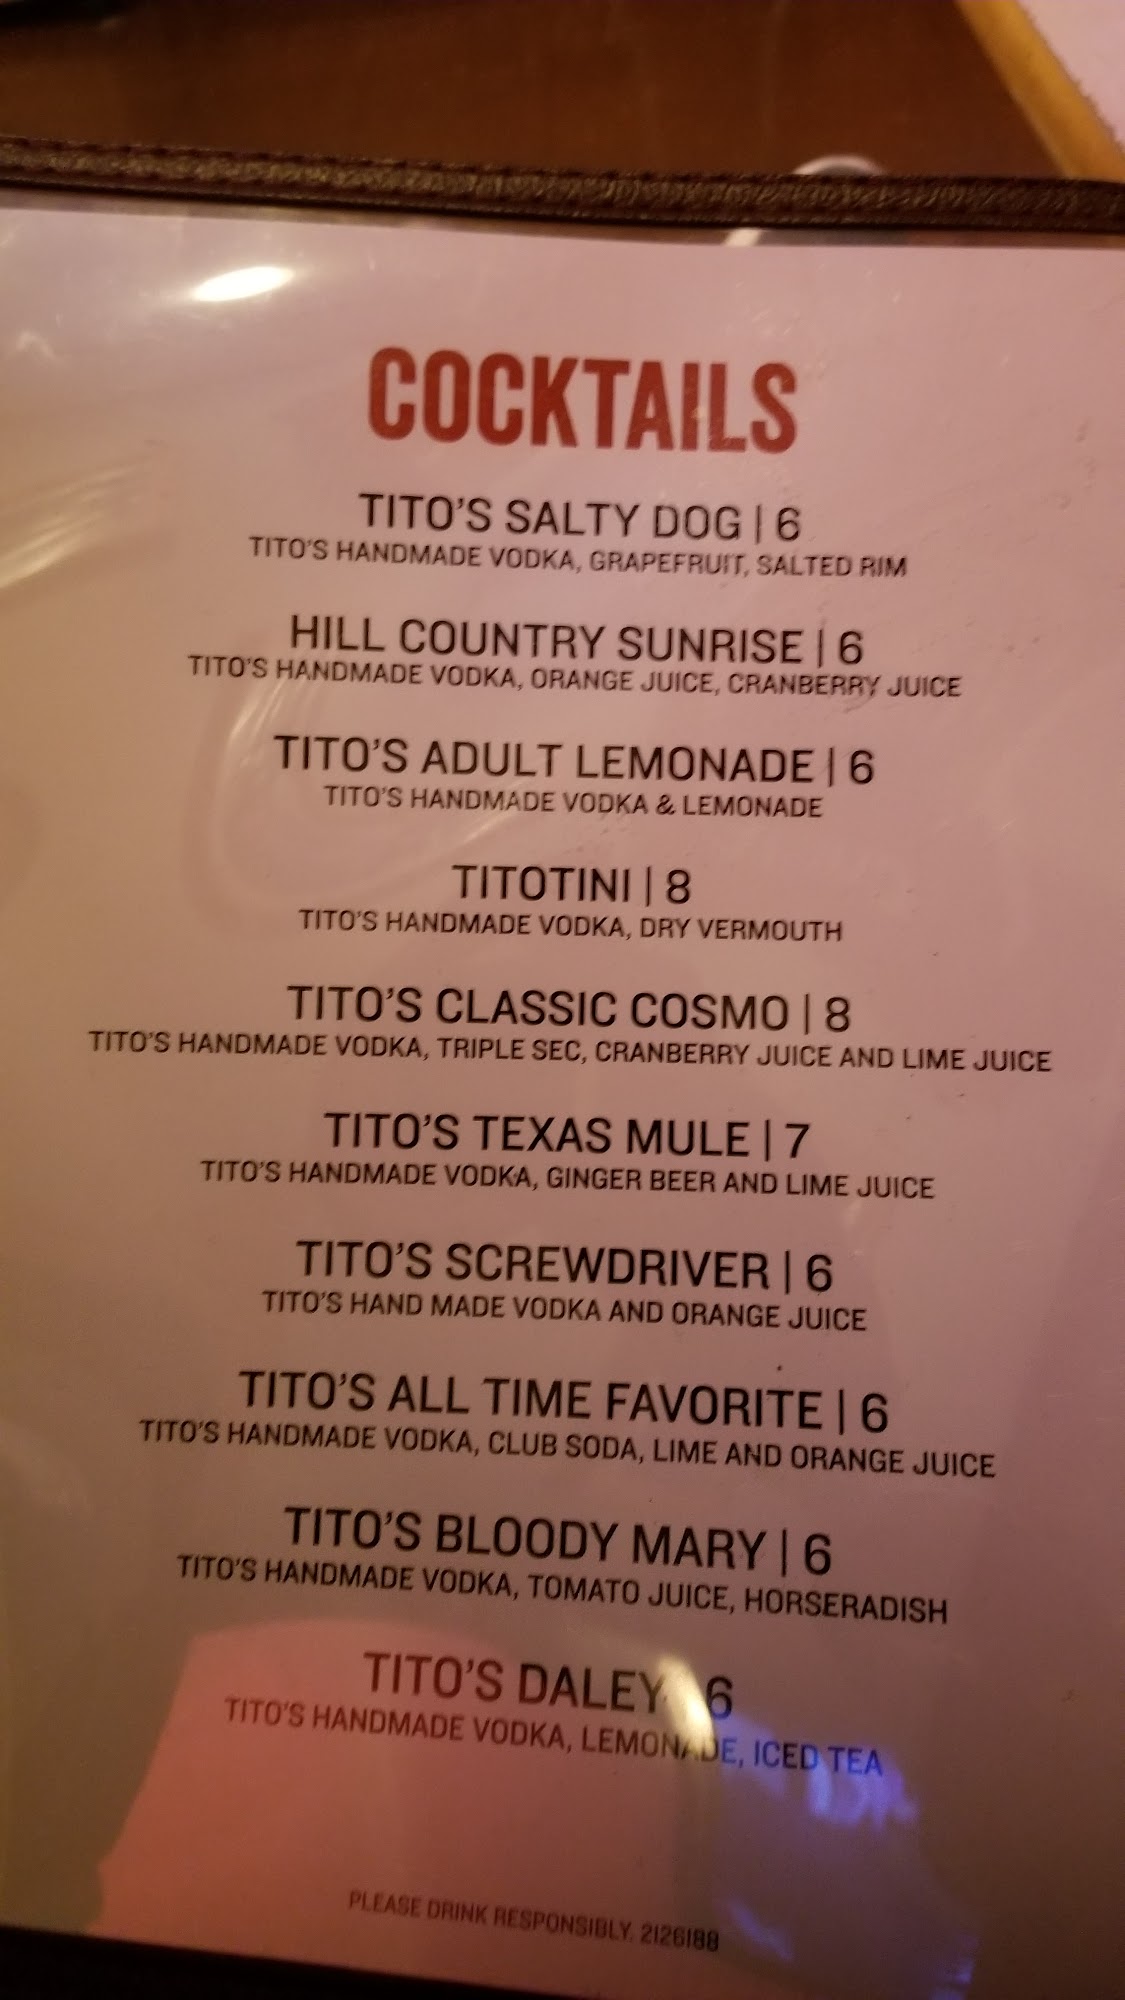 COCKTAILS
TITO'S SALTY DOG | 6
TITO'S HANDMADE VODKA, GRAPEFRUIT, SALTED RIM
HILL COUNTRY SUNRISE | 6
TITO'S HANDMADE VODKA, ORANGE JUICE, CRANBERRY JUICE
TITO'S ADULT LEMONADE | 6
TITO'S HANDMADE VODKA & LEMONADE
TITOTINI | 8
TITO'S HANDMADE VODKA, DRY VERMOUTH
TITO'S CLASSIC COSMO | 8
TITO'S HANDMADE VODKA, TRIPLE SEC, CRANBERRY JUICE AND LIME JUICE
TITO'S TEXAS MULE | 7
TITO'S HANDMADE VODKA, GINGER BEER AND LIME JUICE
TITO'S SCREWDRIVER | 6
TITO'S HAND MADE VODKA AND ORANGE JUICE
TITO'S ALL TIME FAVORITE | 6
TITO'S HANDMADE VODKA, CLUB SODA, LIME AND ORANGE JUICE
TITO'S BLOODY MARY | 6
TITO'S HANDMADE VODKA, TOMATO JUICE, HORSERADISH
TITO'S DALEY 6
TITO'S HANDMADE VODKA, LEMONADE, ICED TEA
PLEASE DRINK RESPONSIBLY. 2126188